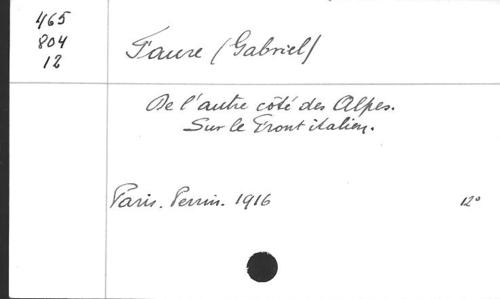 465
804
12
Faure (Gabriel)
De l'autre côté des Alpes.
Sur le Front italien.
Paris. Perrin. 1916 12°